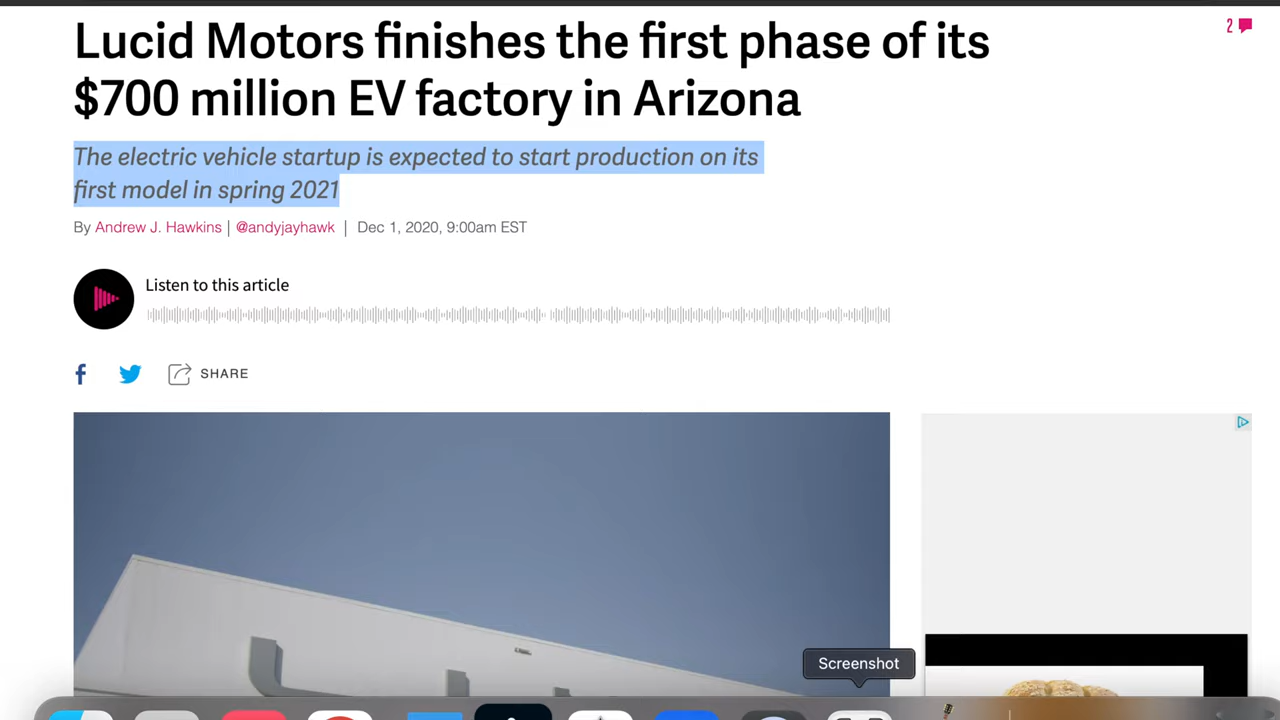 Lucid Motors finishes the first phase of its
2
$700 million EV factory in Arizona
The electric vehicle startup is expected to start production on its
first model in spring 2021
By Andrew J. Hawkins | @andyjayhawk | Dec 1, 2020, 9:00am EST
Listen to this article
SHARE
Screenshot